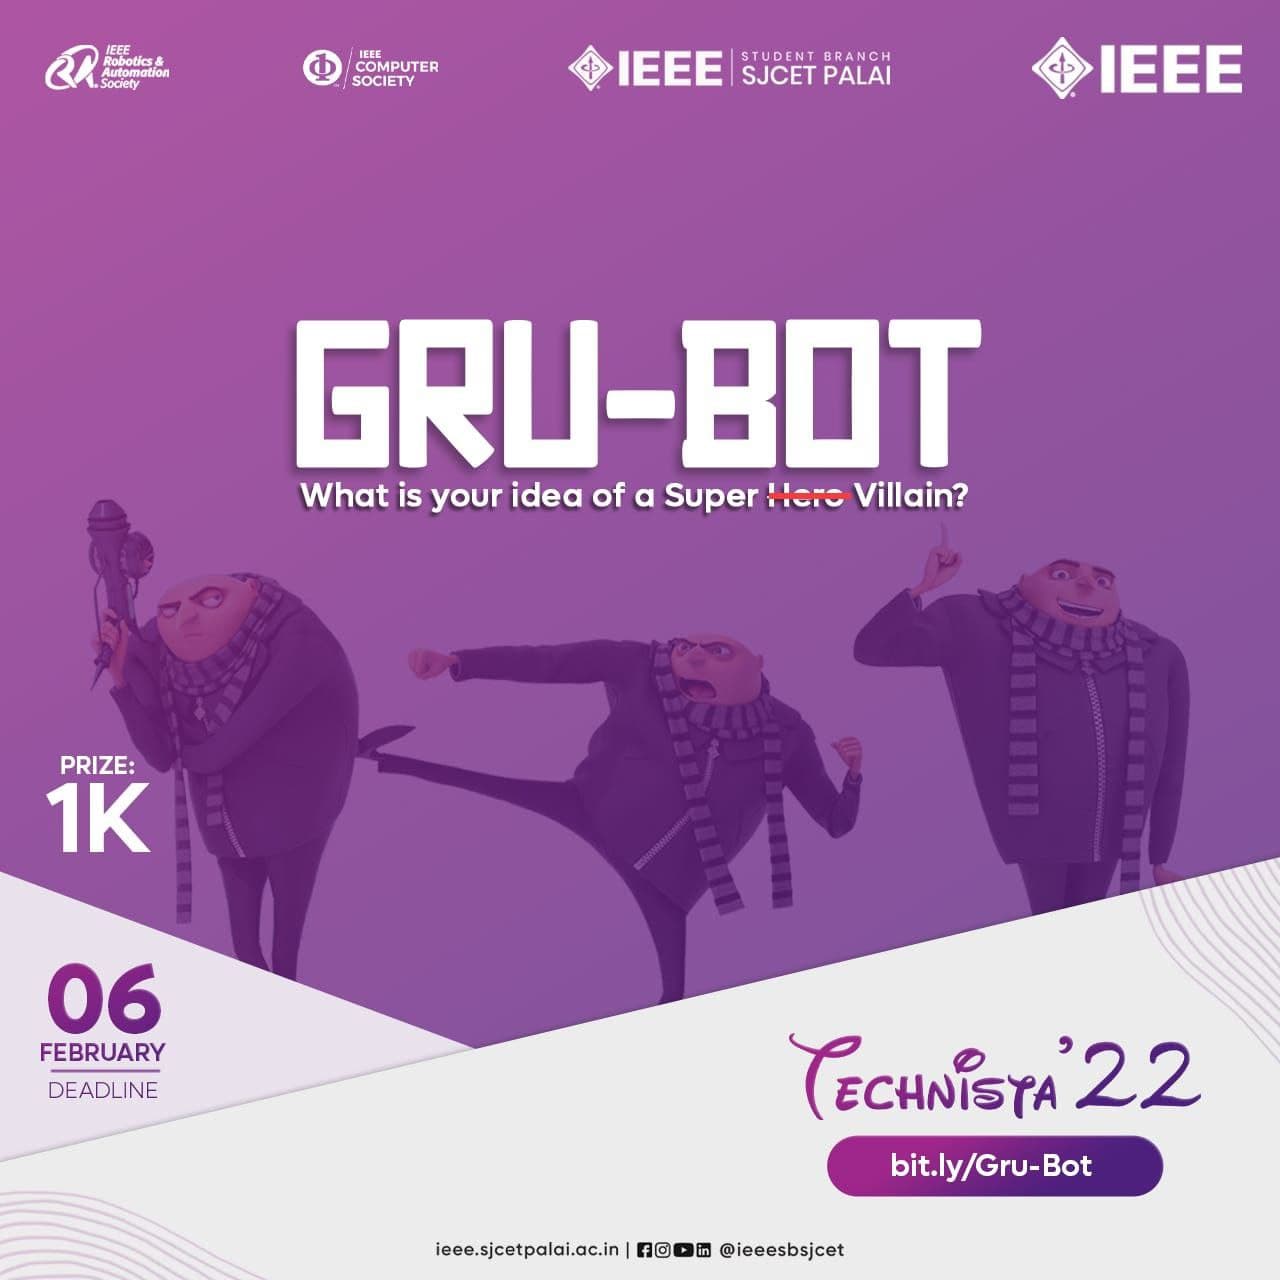 IEEE
Robotics &
Automation
Society
IEEE
COMPUTER
SOCIETY
IEEE
STUDENT BRANCH
SJCET PALAI
IEEE
GRU-BOT
What is your idea of a Super Hero Villain?
PRIZE:
1K
06
FEBRUARY
DEADLINE
TECHNISTA'22
bit.ly/Gru-Bot
ieee.sjcetpalai.ac.in | @ieeesbsjcet